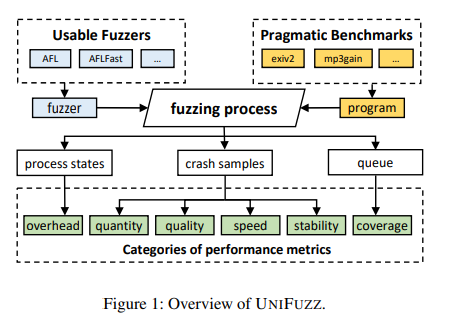 Usable Fuzzers
Pragmatic Benchmarks
AFL
AFLFast
...
exiv2
mp3gain
...
fuzzer
fuzzing process
program
process states
crash samples
queue
overhead
quantity
quality
speed
stability
coverage
Categories of performance metrics
Figure 1: Overview of UNIFUZZ.